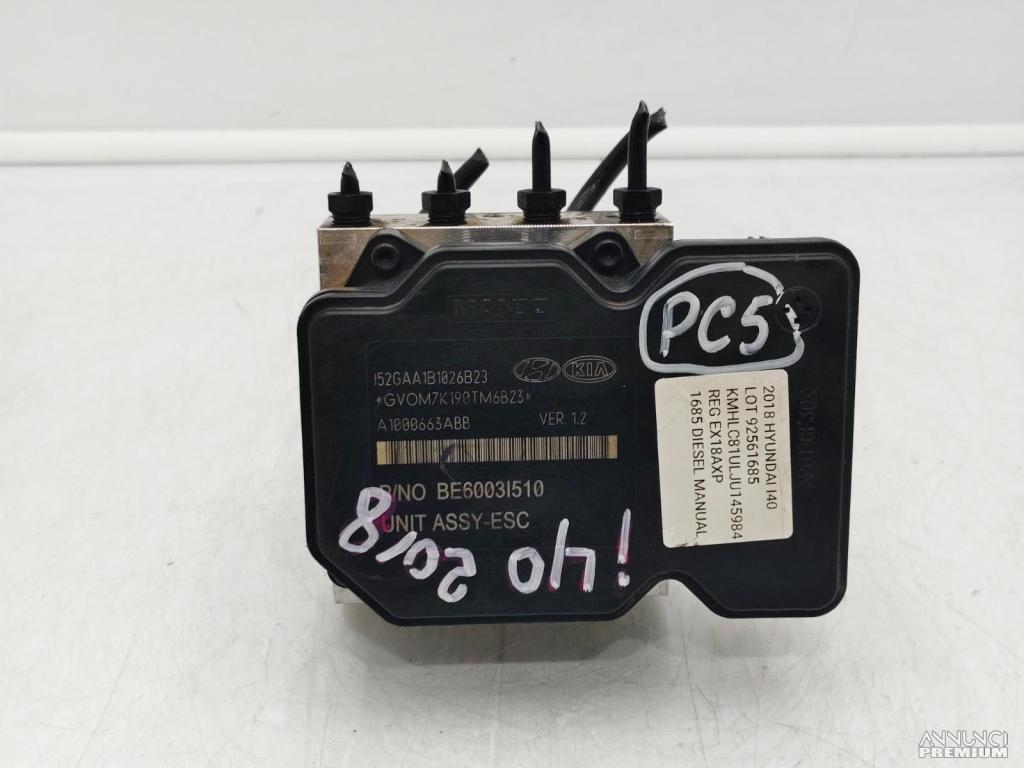 MANDO
I52GAA1B1026B23
*GVOM7K190TM6B23*
KIA
A1000663ABB VER. 1.2
P/NO BE6003I510
UNIT ASSY-ESC
PC5
2018 HYUNDAI I40
LOT 92561685
KMHLC81ULJU145984
REG EX18AXP
1685 DIESEL MANUAL
i40 2018
ANNUNCI
PREMIUM